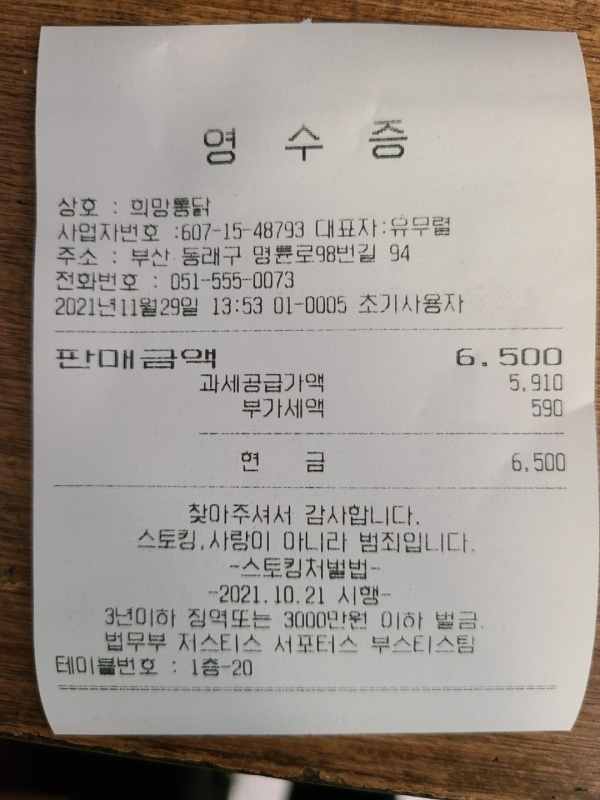 영 수 증
상호 : 희망통닭
사업자번호 :607-15-48793 대표자:유무렬
주소 : 부산 동래구 명륜로98번길 94
전화번호 : 051-555-0073
2021년11월29일 13:53 01-0005 초기사용자
판매금액 6,500
과세공급가액 5,910
부가세액 590
현 금 6,500
찾아주셔서 감사합니다.
스토킹,사랑이 아니라 범죄입니다.
-스토킹처벌법-
-2021.10.21 시행-
3년이하 징역또는 3000만원 이하 벌금.
법무부 저스티스 서포터스 부스티스팀
테이블번호 : 1층-20